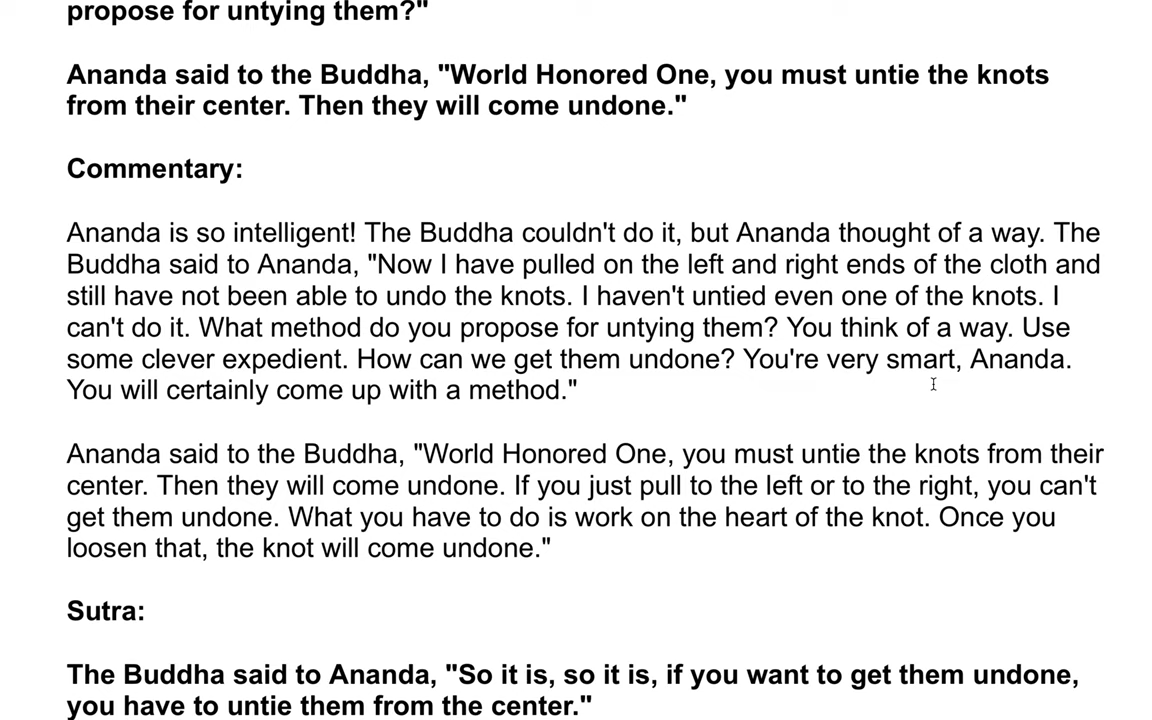 propose for untying them?"
Ananda said to the Buddha, "World Honored One, you must untie the knots
from their center. Then they will come undone."
Commentary:
Ananda is so intelligent! The Buddha couldn't do it, but Ananda thought of a way. The
Buddha said to Ananda, "Now I have pulled on the left and right ends of the cloth and
still have not been able to undo the knots. I haven't untied even one of the knots. I
can't do it. What method do you propose for untying them? You think of a way. Use
some clever expedient. How can we get them undone? You're very smart, Ananda.
You will certainly come up with a method."
Ananda said to the Buddha, "World Honored One, you must untie the knots from their
center. Then they will come undone. If you just pull to the left or to the right, you can't
get them undone. What you have to do is work on the heart of the knot. Once you
loosen that, the knot will come undone."
Sutra:
The Buddha said to Ananda, "So it is, so it is, if you want to get them undone,
you have to untie them from the center."